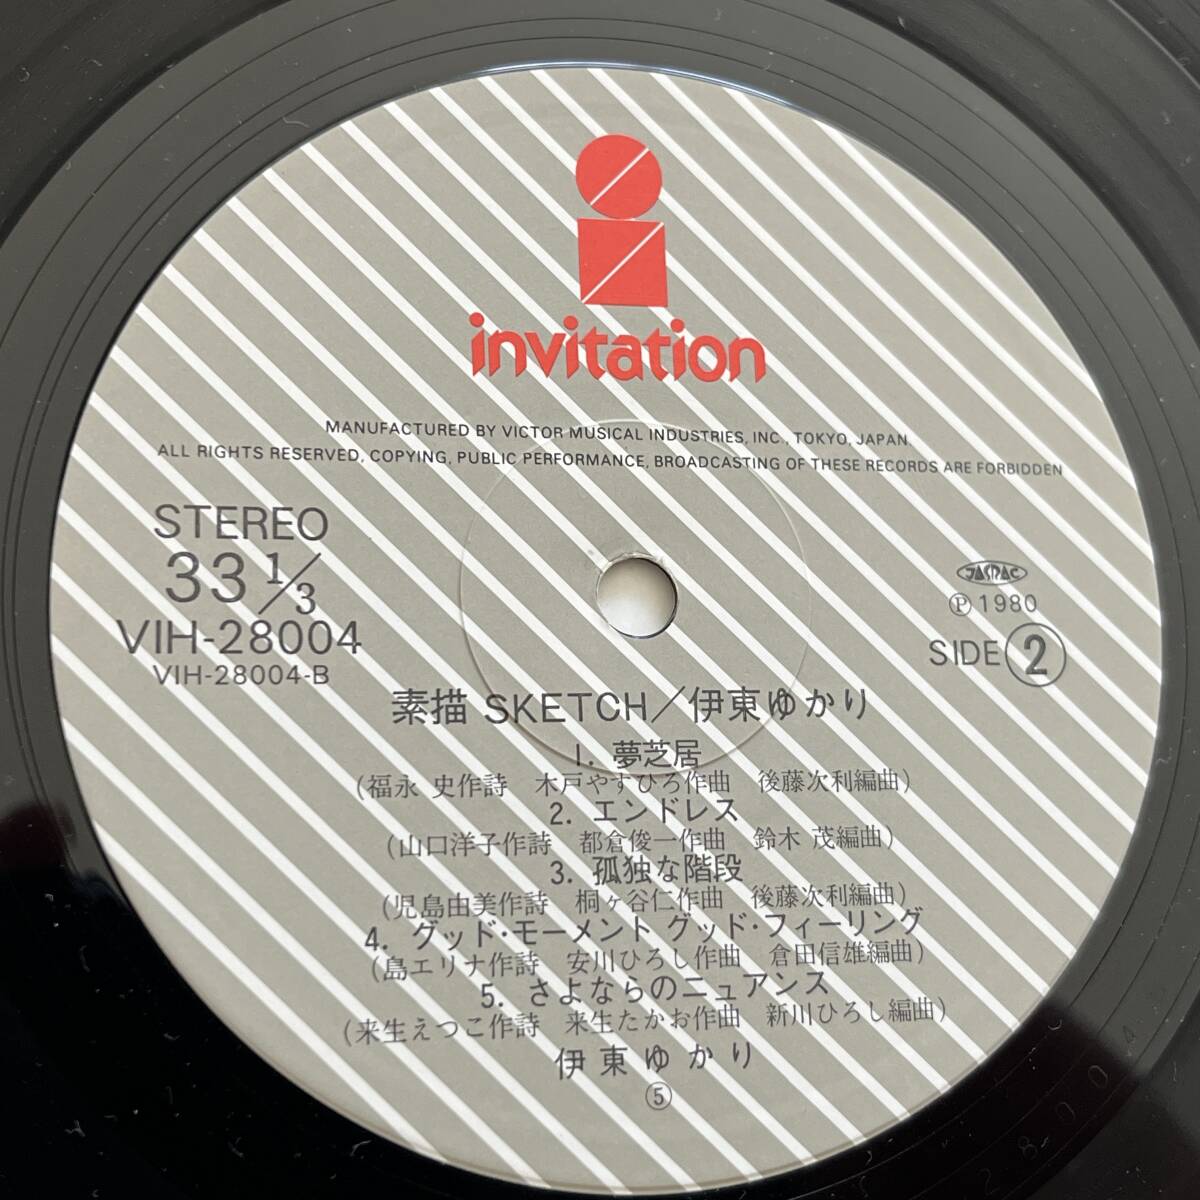 invitation
MANUFACTURED BY VICTOR MUSICAL INDUSTRIES, INC., TOKYO, JAPAN.
ALL RIGHTS RESERVED, COPYING, PUBLIC PERFORMANCE, BROADCASTING OF THESE RECORDS ARE FORBIDDEN
STEREO
33 1/3
VIH-28004
VIH-28004-B
JASRAC
Ⓟ1980
SIDE ②
素描 SKETCH／伊東ゆかり
1. 夢芝居
(福永 史作詩 木戸やすひろ作曲 後藤次利編曲)
2. エンドレス
(山口洋子作詩 都倉俊一作曲 鈴木 茂編曲)
3. 孤独な階段
(児島由美作詩 桐ヶ谷仁作曲 後藤次利編曲)
4. グッド・モーメント グッド・フィーリング
(島エリナ作詩 安川ひろし作曲 倉田信雄編曲)
5. さよならのニュアンス
(来生えつこ作詩 来生たかお作曲 新川ひろし編曲)
伊東ゆかり
⑤